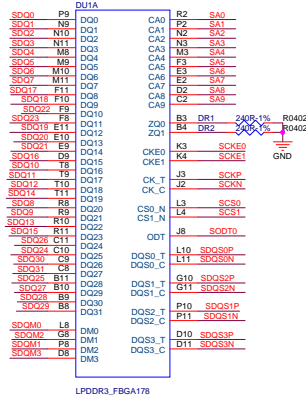 DU1A
SDQ0 P9 DQ0 CA0 R2 SA0
SDQ1 N9 DQ1 CA1 P2 SA1
SDQ2 N10 DQ2 CA2 N2 SA2
SDQ3 N11 DQ3 CA3 N3 SA3
SDQ4 M8 DQ4 CA4 M3 SA4
SDQ5 M9 DQ5 CA5 F3 SA5
SDQ6 M10 DQ6 CA6 E3 SA6
SDQ7 M11 DQ7 CA7 E2 SA7
SDQ17 F11 DQ8 CA8 D2 SA8
SDQ18 F10 DQ9 CA9 C2 SA9
SDQ22 F9 DQ10
SDQ23 F8 DQ11 ZQ0 B3 DR1 240R-1% R0402
SDQ19 E11 DQ12 ZQ1 B4 DR2 240R-1% R0402
SDQ20 E10 DQ13
SDQ21 E9 DQ14 CKE0 K3 SCKE0
SDQ16 D9 DQ15 CKE1 K4 SCKE1 GND
SDQ10 T8 DQ16
SDQ11 T9 DQ17 CK_T J3 SCKP
SDQ12 T10 DQ18 CK_C J2 SCKN
SDQ14 T11 DQ19
SDQ8 R8 DQ20 CS0_N L3 SCS0
SDQ9 R9 DQ21 CS1_N L4 SCS1
SDQ13 R10 DQ22
SDQ15 R11 DQ23 ODT J8 SODT0
SDQ26 C11 DQ24
SDQ24 C10 DQ25 DQS0_T L10 SDQS0P
SDQ30 C9 DQ26 DQS0_C L11 SDQS0N
SDQ31 C8 DQ27
SDQ25 B11 DQ28 DQS1_T G10 SDQS2P
SDQ27 B10 DQ29 DQS1_C G11 SDQS2N
SDQ28 B9 DQ30
SDQ29 B8 DQ31 DQS2_T P10 SDQS1P
DQS2_C P11 SDQS1N
SDQM0 L8 DM0
SDQM2 G8 DM1 DQS3_T D10 SDQS3P
SDQM1 P8 DM2 DQS3_C D11 SDQS3N
SDQM3 D8 DM3
LPDDR3_FBGA178